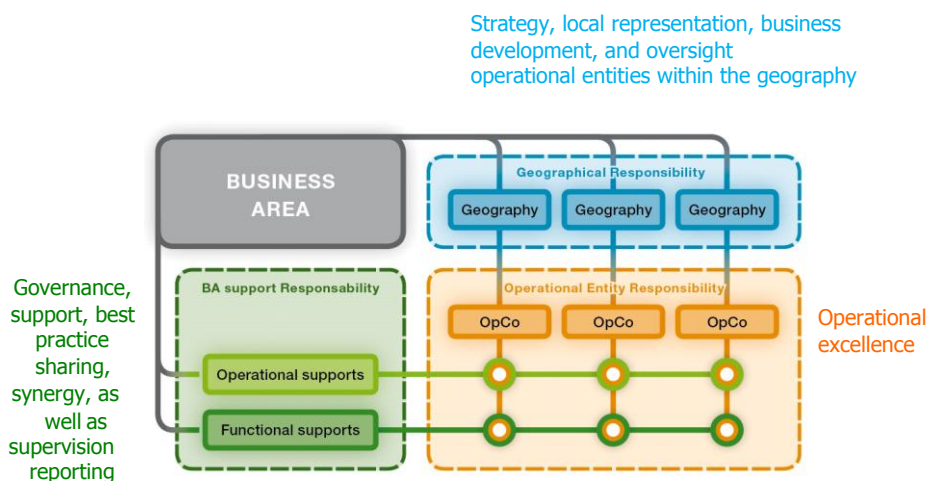 Strategy, local representation, business
development, and oversight
operational entities within the geography
BUSINESS
AREA
Geographical Responsibility
Geography
Geography
Geography
Governance,
support, best
practice
sharing,
synergy, as
well as
supervision
reporting
BA support Responsability
Operational supports
Functional supports
Operational Entity Responsibility
OpCo
OpCo
OpCo
Operational
excellence